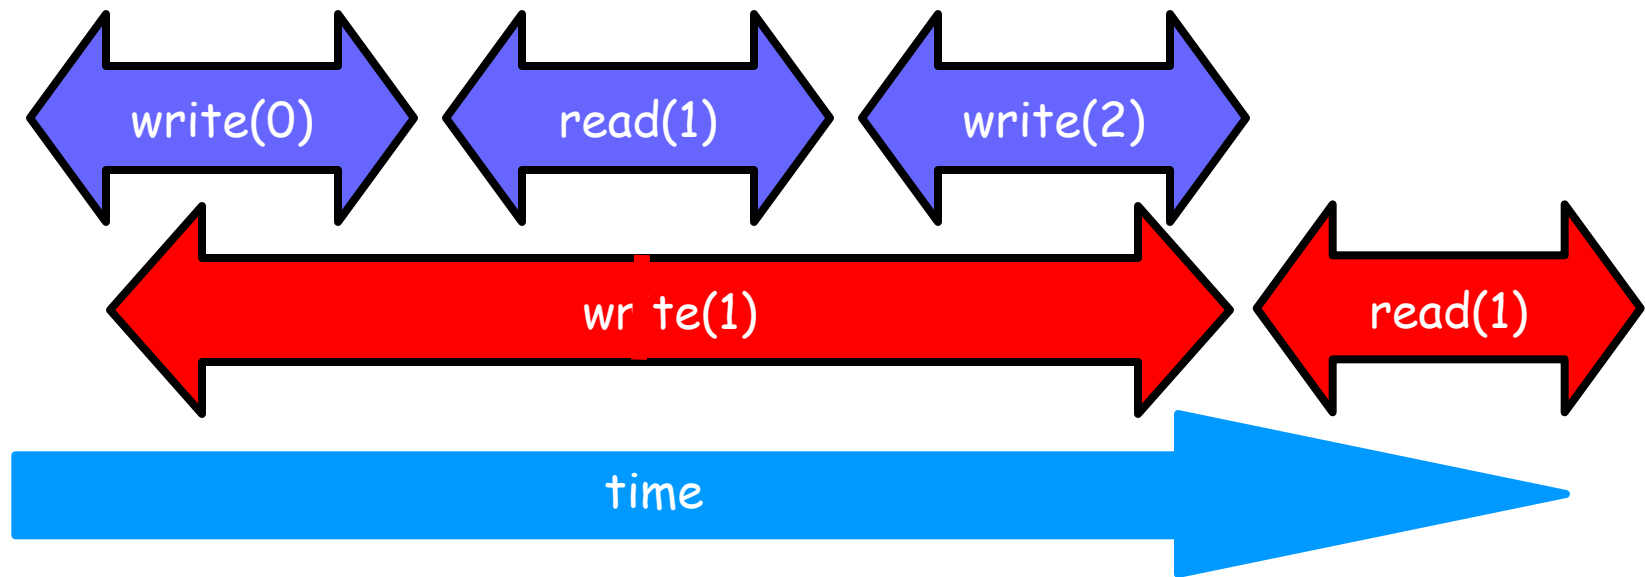 write(0) read(1) write(2)
wr te(1) read(1)
time